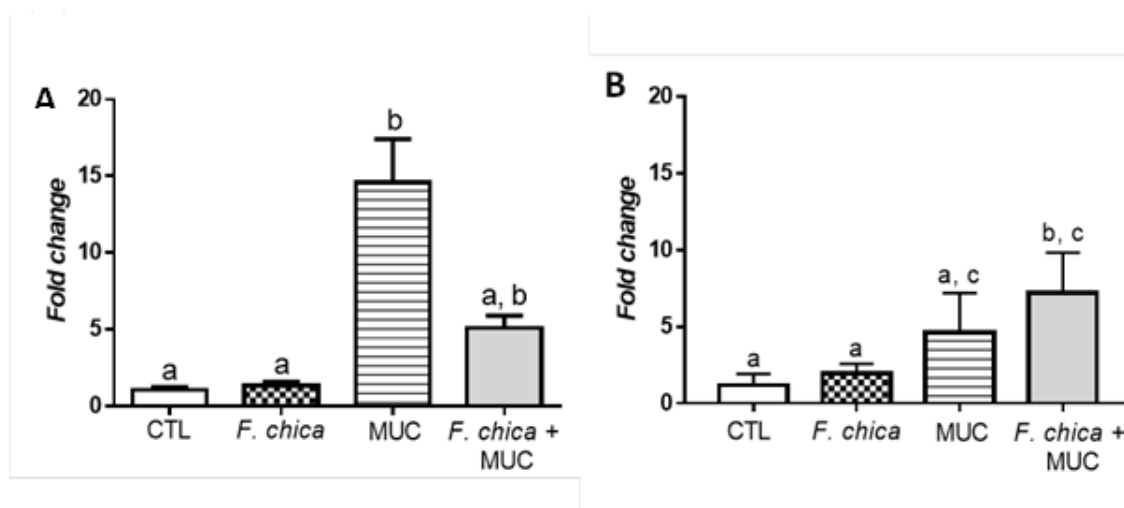 A
Fold change
20
15
10
5
0
a
a
b
a, b
CTL
F. chica
MUC
F. chica +
MUC
B
Fold change
20
15
10
5
0
a
a
a, c
b, c
CTL
F. chica
MUC
F. chica +
MUC